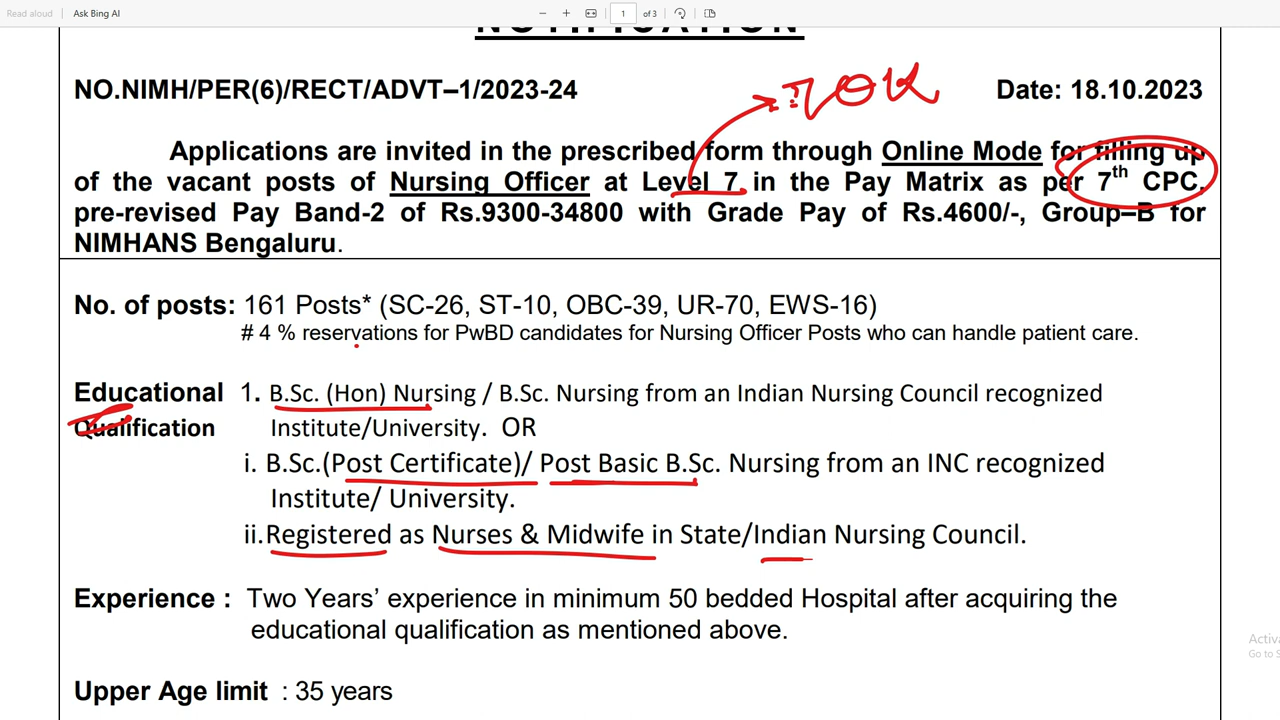 Read aloud Ask Bing AI 1 of 3
NOTIFICATION
NO.NIMH/PER(6)/RECT/ADVT–1/2023-24 Date: 18.10.2023
70K
Applications are invited in the prescribed form through Online Mode for filling up
of the vacant posts of Nursing Officer at Level 7 in the Pay Matrix as per 7th CPC,
pre-revised Pay Band-2 of Rs.9300-34800 with Grade Pay of Rs.4600/-, Group–B for
NIMHANS Bengaluru.
No. of posts: 161 Posts* (SC-26, ST-10, OBC-39, UR-70, EWS-16)
# 4 % reservations for PwBD candidates for Nursing Officer Posts who can handle patient care.
Educational 1. B.Sc. (Hon) Nursing / B.Sc. Nursing from an Indian Nursing Council recognized
Qualification Institute/University. OR
i. B.Sc.(Post Certificate)/ Post Basic B.Sc. Nursing from an INC recognized
Institute/ University.
ii. Registered as Nurses & Midwife in State/Indian Nursing Council.
Experience : Two Years' experience in minimum 50 bedded Hospital after acquiring the
educational qualification as mentioned above.
Upper Age limit : 35 years